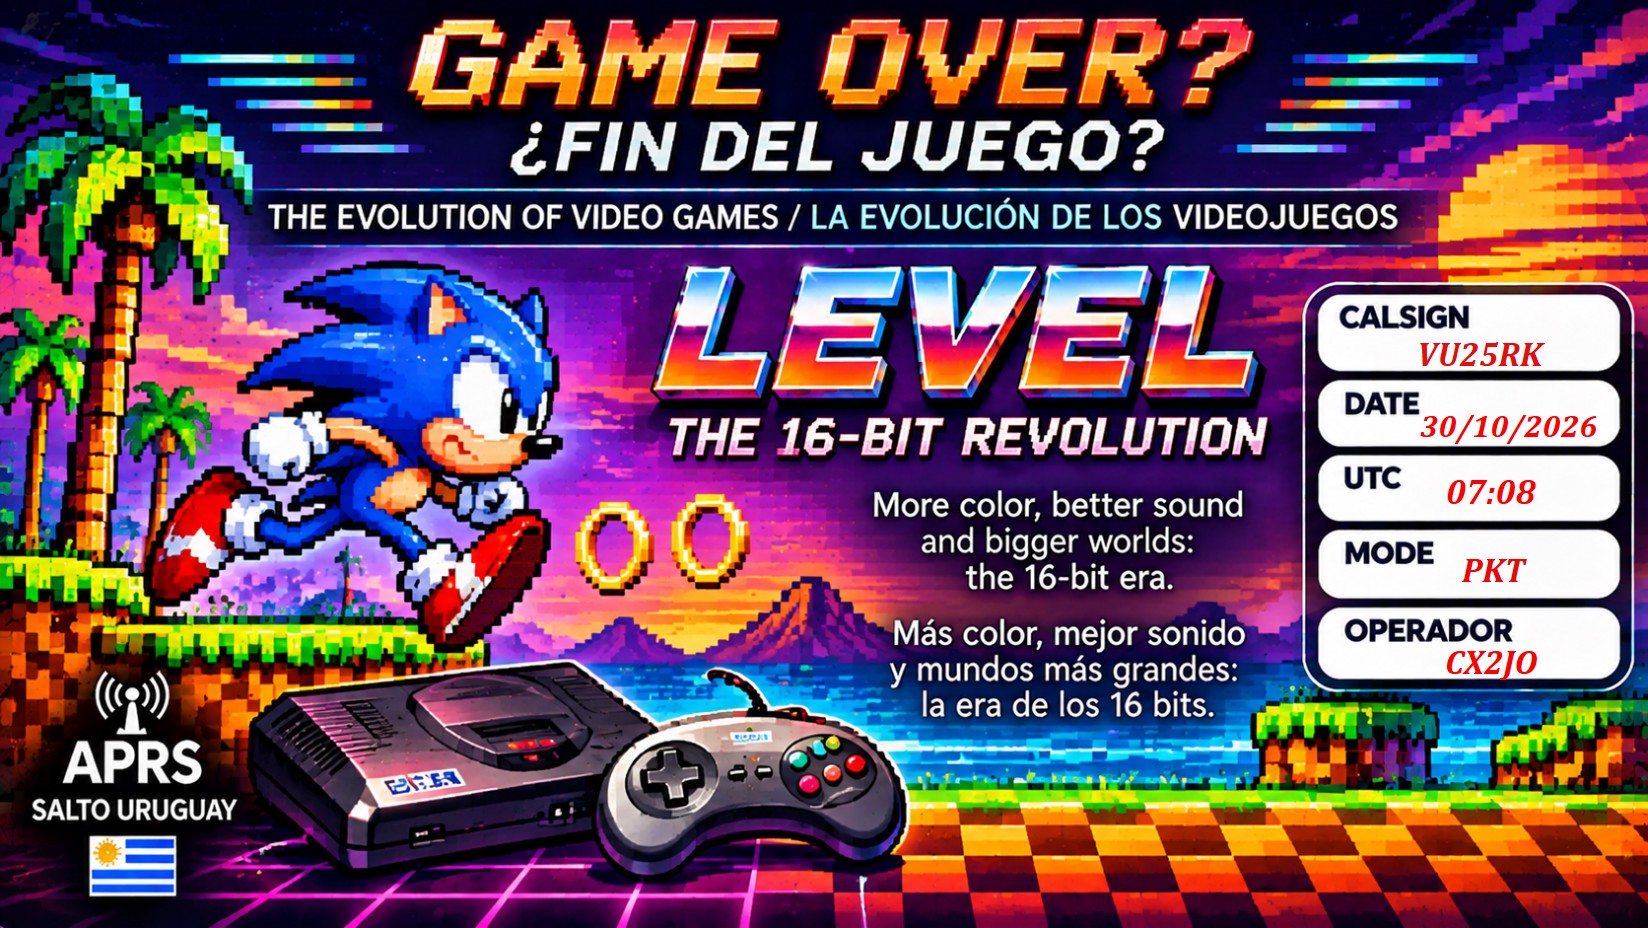 GAME OVER?
¿FIN DEL JUEGO?
THE EVOLUTION OF VIDEO GAMES / LA EVOLUCIÓN DE LOS VIDEOJUEGOS
LEVEL
THE 16-BIT REVOLUTION
More color, better sound
and bigger worlds:
the 16-bit era.
Más color, mejor sonido
y mundos más grandes:
la era de los 16 bits.
CALSIGN
VU25RK
DATE
30/10/2026
UTC
07:08
MODE
PKT
OPERADOR
CX2JO
APRS
SALTO URUGUAY